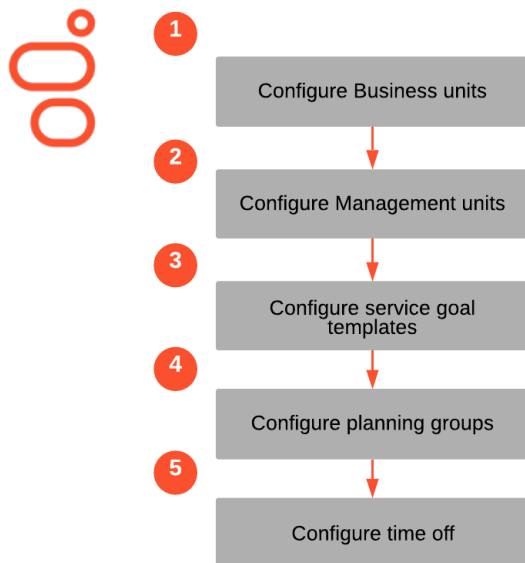 1
Configure Business units
2
Configure Management units
3
Configure service goal
templates
4
Configure planning groups
5
Configure time off